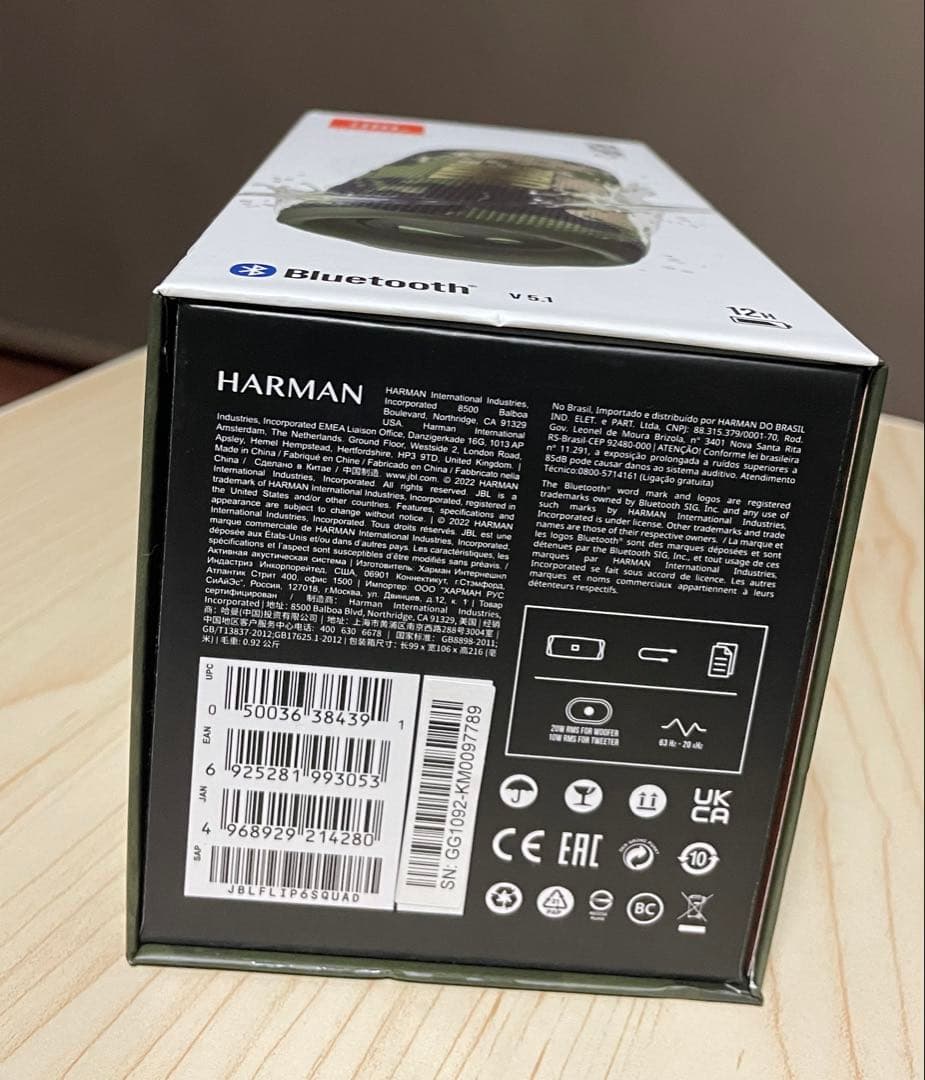 Bluetooth™
V 5.1
12H
HARMAN
HARMAN International Industries,
Incorporated 8500 Balboa
Boulevard, Northridge, CA 91329
USA. Harman International
Industries, Incorporated EMEA Liaison Office, Danzigerkade 16G, 1013 AP
Amsterdam, The Netherlands. Ground Floor, Westside 2, London Road,
Apsley, Hemel Hempstead, Hertfordshire, HP3 9TD, United Kingdom. |
Made in China / Fabriqué en Chine / Fabricado en China / Fabbricato nella
China / Сделано в Китае / 中国制造. www.jbl.com. © 2022 HARMAN
International Industries, Incorporated. All rights reserved. JBL is a
trademark of HARMAN International Industries, Incorporated, registered in
the United States and/or other countries. Features, specifications and
appearance are subject to change without notice. | © 2022 HARMAN
International Industries, Incorporated. Tous droits réservés. JBL est une
marque commerciale de HARMAN International Industries, Incorporated,
déposée aux États-Unis et/ou dans d'autres pays. Les caractéristiques, les
spécifications et l'aspect sont susceptibles d'être modifiés sans préavis. /
Активная акустическая система | Изготовитель: Харман Интернешнл
Индастриз Инкорпорейтед, США, 06901 Коннектикут, г.Стэмфорд,
Атлантик Стрит 400, офис 1500 | Импортер: ООО "ХАРМАН РУС
СиАйЭс", Россия, 127018, г.Москва, ул. Двинцев, д.12, к. 1 | Товар
сертифицирован / 制造商: Harman International Industries,
Incorporated | 地址: 8500 Balboa Blvd, Northridge, CA 91329, 美国 | 经销
商: 哈曼(中国)投资有限公司 | 地址: 上海市黄浦区南京西路288号3004室 |
中国地区客户服务中心电话: 400 630 6678 | 国家标准: GB8898-2011;
GB/T13837-2012;GB17625.1-2012 | 包装箱尺寸: 长99 x 宽106 x 高216 (毫
米) | 毛重: 0.92 公斤
No Brasil, Importado e distribuído por HARMAN DO BRASIL
IND. ELET. e PART. Ltda, CNPJ: 88.315.379/0001-70, Rod.
Gov. Leonel de Moura Brizola, n° 3401 Nova Santa Rita
RS-Brasil-CEP 92480-000 | ATENÇÃO! Conforme lei brasileira
n° 11.291, a exposição prolongada a ruídos superiores a
85dB pode causar danos ao sistema auditivo. Atendimento
Técnico:0800-5714161 (Ligação gratuita)
The Bluetooth® word mark and logos are registered
trademarks owned by Bluetooth SIG, Inc. and any use of
such marks by HARMAN International Industries,
Incorporated is under license. Other trademarks and trade
names are those of their respective owners. / La marque et
les logos Bluetooth® sont des marques déposées et sont
détenues par Bluetooth SIG, Inc., et tout usage de ces
marques par HARMAN International Industries,
Incorporated se fait sous accord de licence. Les autres
marques et noms commerciaux appartiennent à leurs
détenteurs respectifs.
20W RMS FOR WOOFER
10W RMS FOR TWEETER
63 Hz - 20 kHz
UPC
0 50036 38439 1
EAN
6 925281 993053
JAN
4 968929 214280
SAP
JBLFLIP6SQUAD
SN: GG1092-KM0097789
UK
CA
CE
EAC
10
21
PAP
BC